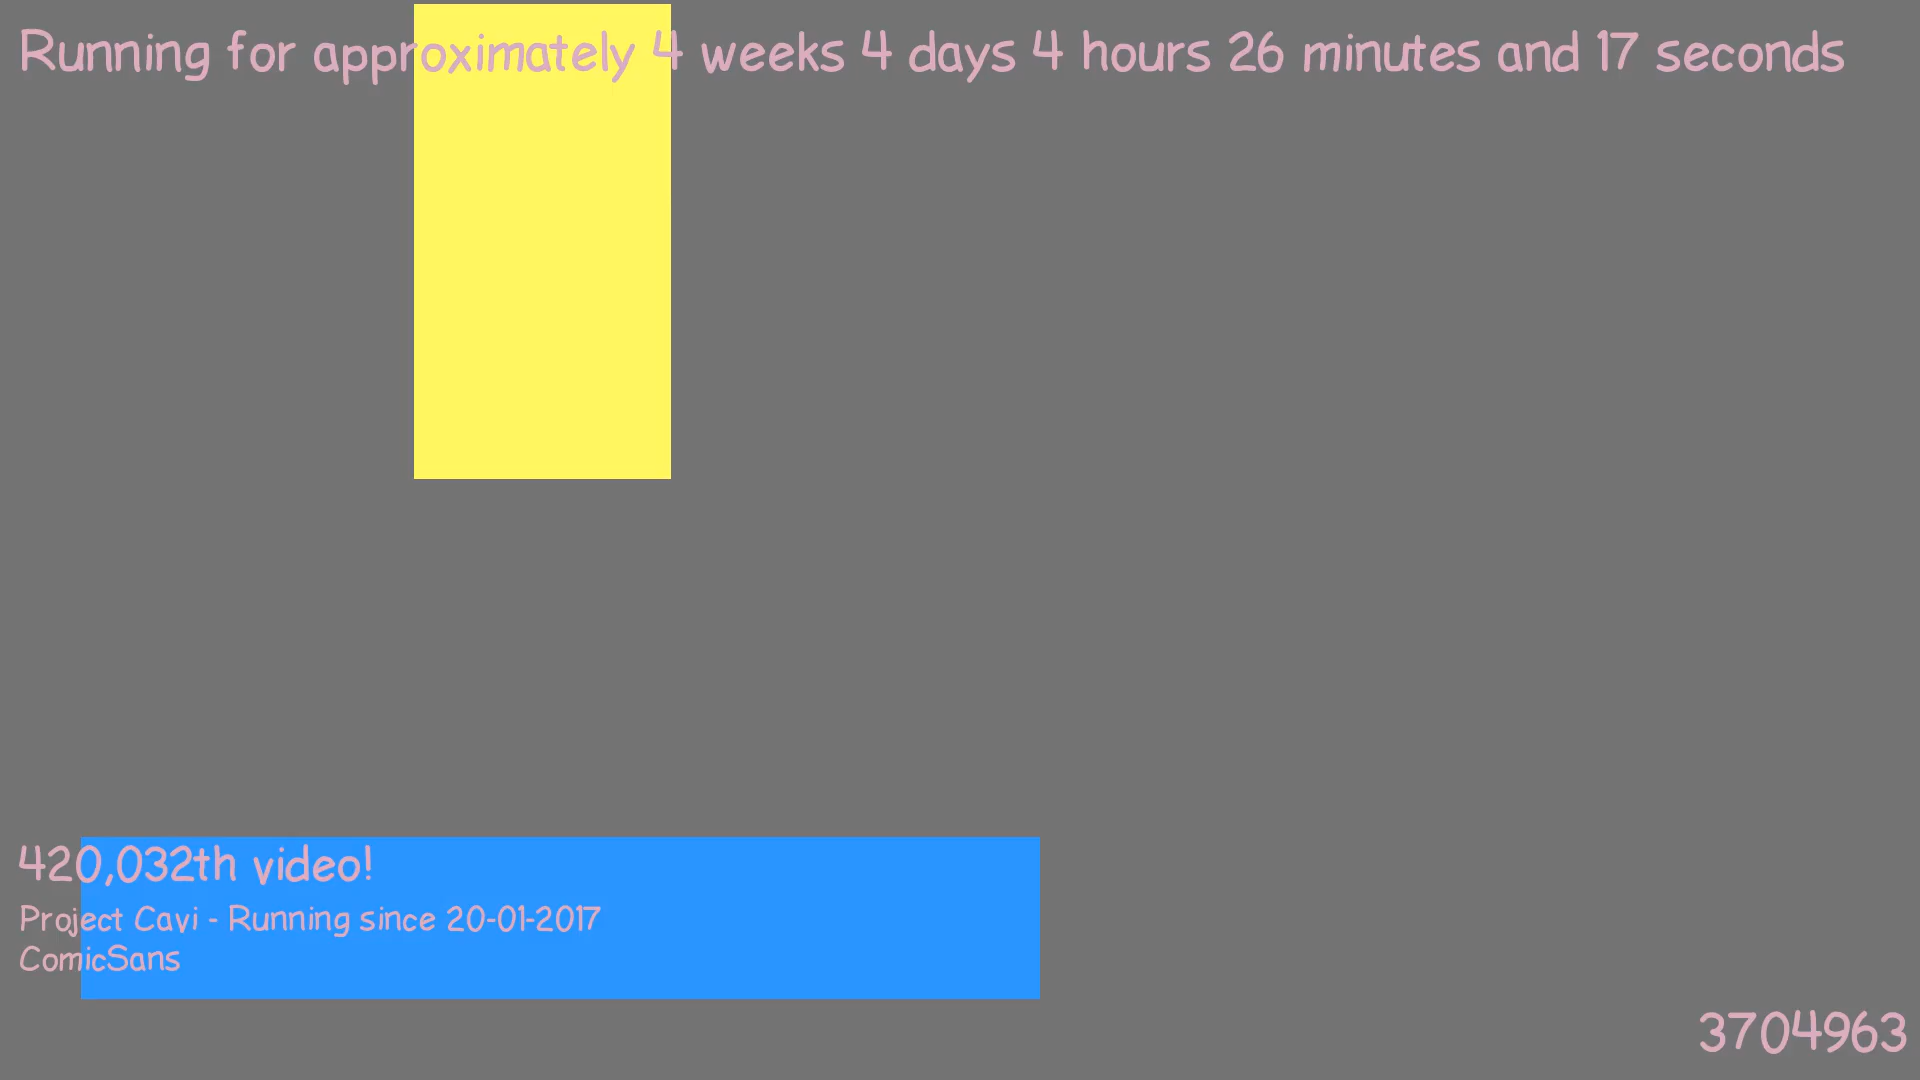 Running for approximately 4 weeks 4 days 4 hours 26 minutes and 17 seconds
420,032th video!
Project Cavi - Running since 20-01-2017
ComicSans
3704963